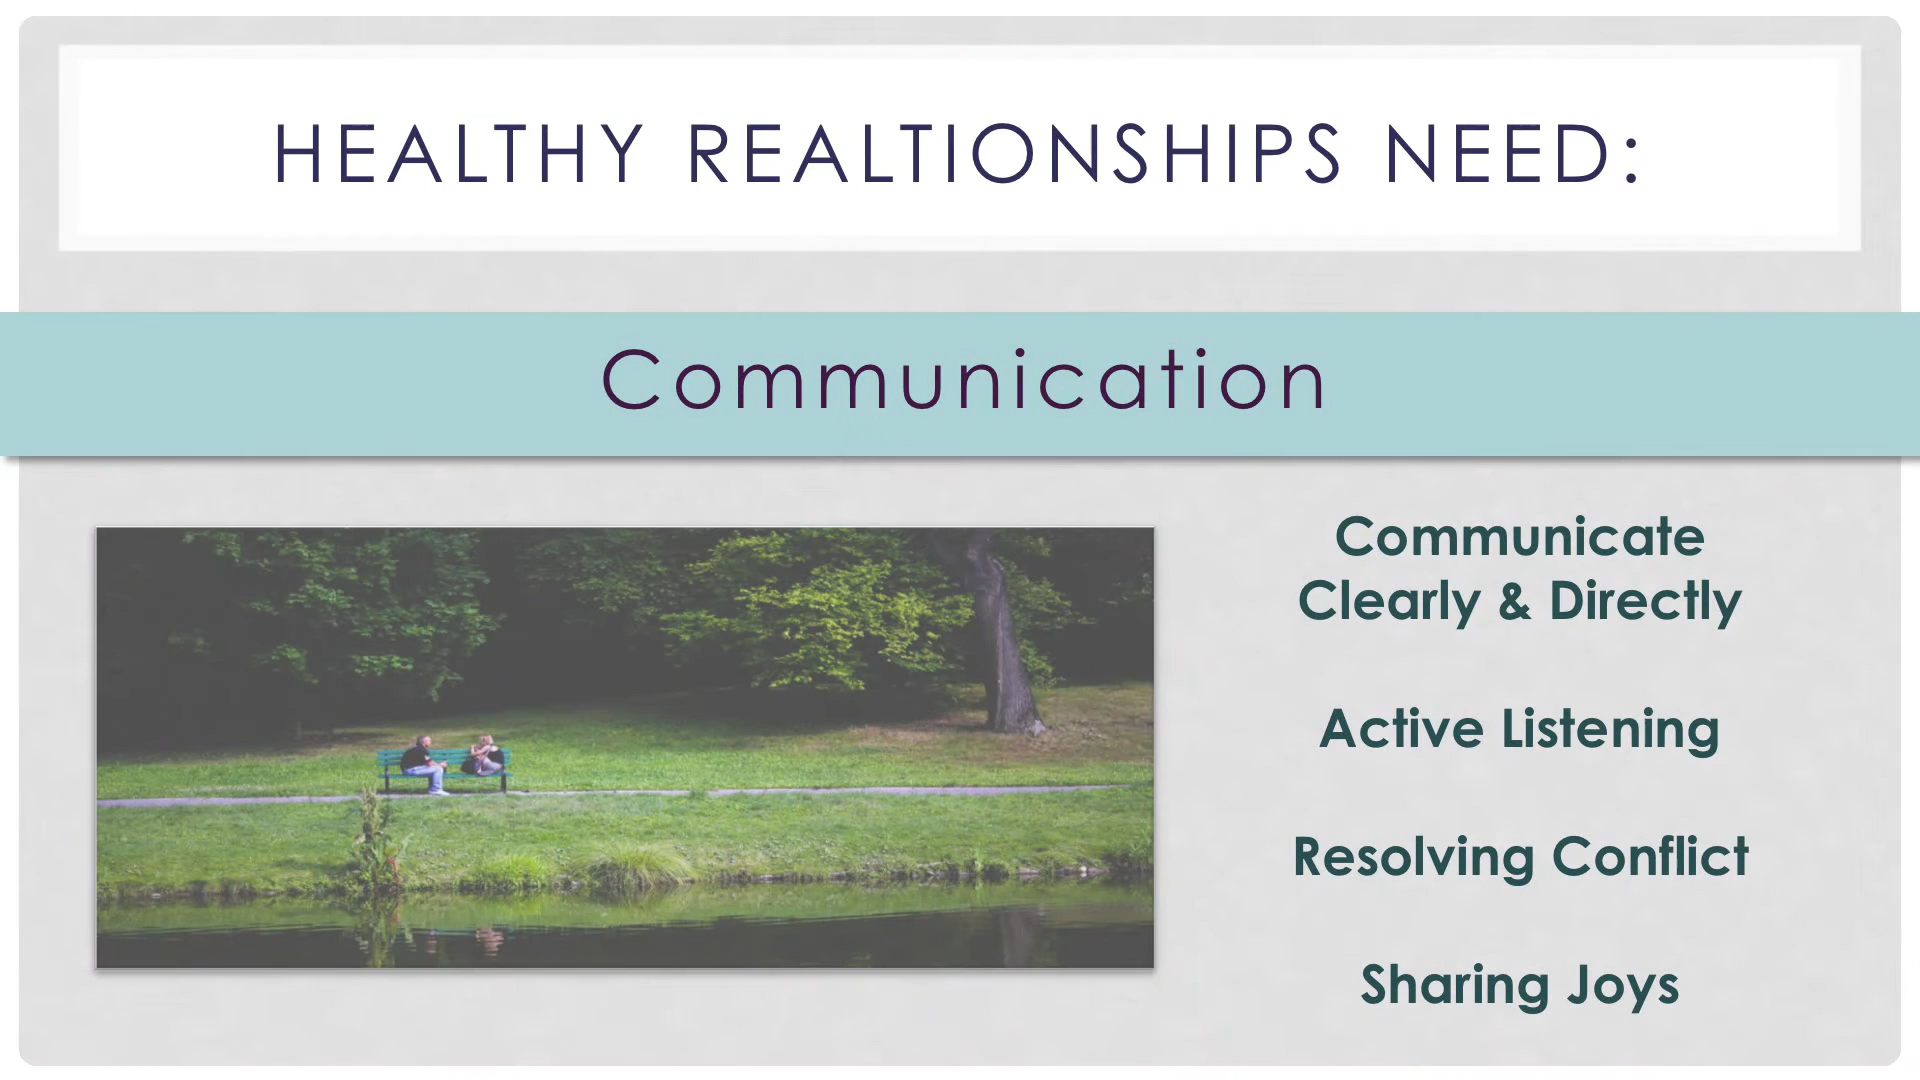 HEALTHY REALTIONSHIPS NEED:
Communication
Communicate
Clearly & Directly
Active Listening
Resolving Conflict
Sharing Joys